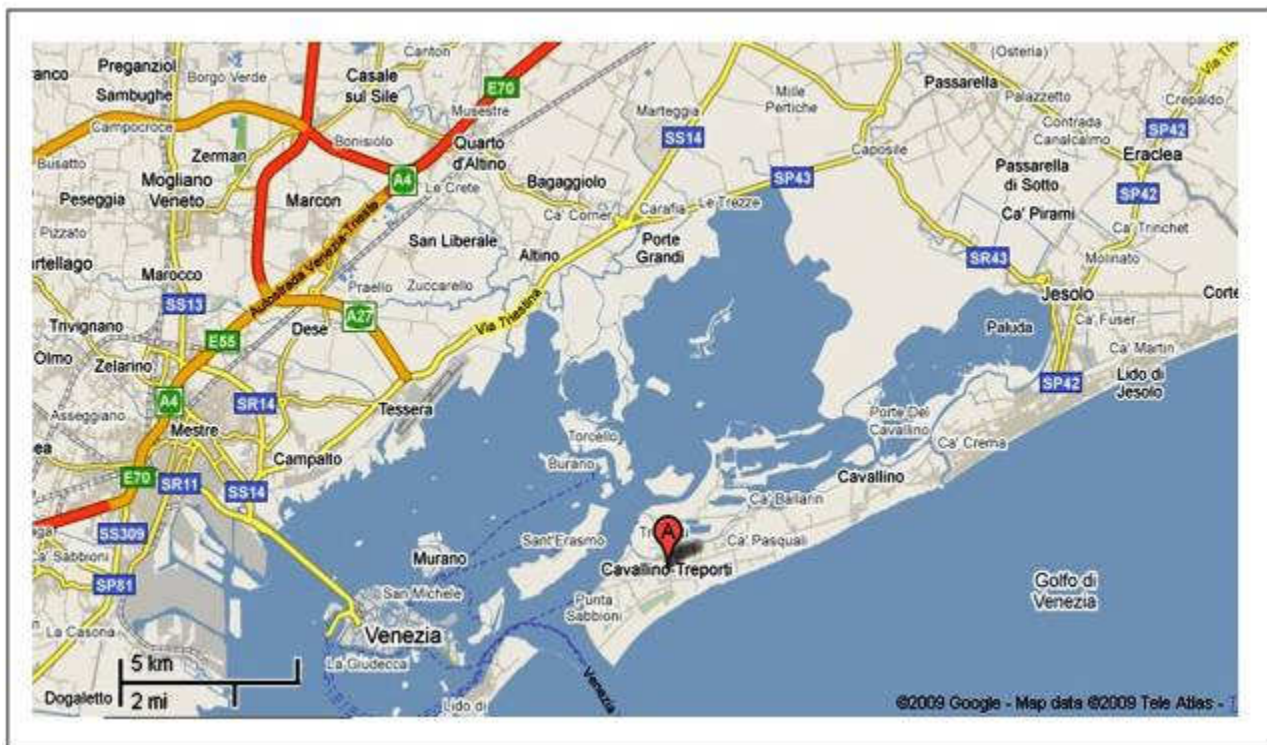 Preganziol
Canton
(Osteria)
ranco
Borgo Verde
Casale
sul Sile
E70
Passarella
Via Trie
Sambughe
Musestre
Marteggia
Mille
Pertiche
Palazzetto
Crepaldo
Campocroce
Bonisiolo
Quarto
d'Altino
SS14
Contrada
Canalcalmo
SP42
Busatto
Zerman
Caposile
Eraclea
Mogliano
Veneto
A4
Le Crete
Bagaggiolo
SP43
Passarella
di Sotto
SP42
Peseggia
Marcon
Le Trezze
Ca' Corner
Carafia
Ca' Pirami
Pizzato
San Liberale
Altino
Porte
Grandi
Ca' Trinchet
rtellago
Marocco
Autostrada Venezia-Trieste
Zuccarello
Praello
SR43
Molinato
SS13
Jesolo
Corte
Trivignano
Dese
A27
Via Triestina
Paluda
Ca' Fuser
Olmo
Zelarino
E55
Ca' Martin
A4
SR14
Tessera
SP42
Lido di
Jesolo
Asseggiano
Mestre
Torcello
Porte Del
Cavallino
ea
Campalto
Burano
Ca' Crema
E70
SR11
SS14
Cavallino
Ca' Ballarin
agar
SS309
Sant'Erasmo
A
Ca' Pasquali
Ca' Sabbioni
Murano
Cavallino-Treporti
SP81
San Michele
Punta
Sabbioni
Golfo di
Venezia
La Casona
Venezia
5 km
La Giudecca
2 mi
Venezia
Dogaletto
Lido di
©2009 Google - Map data ©2009 Tele Atlas -